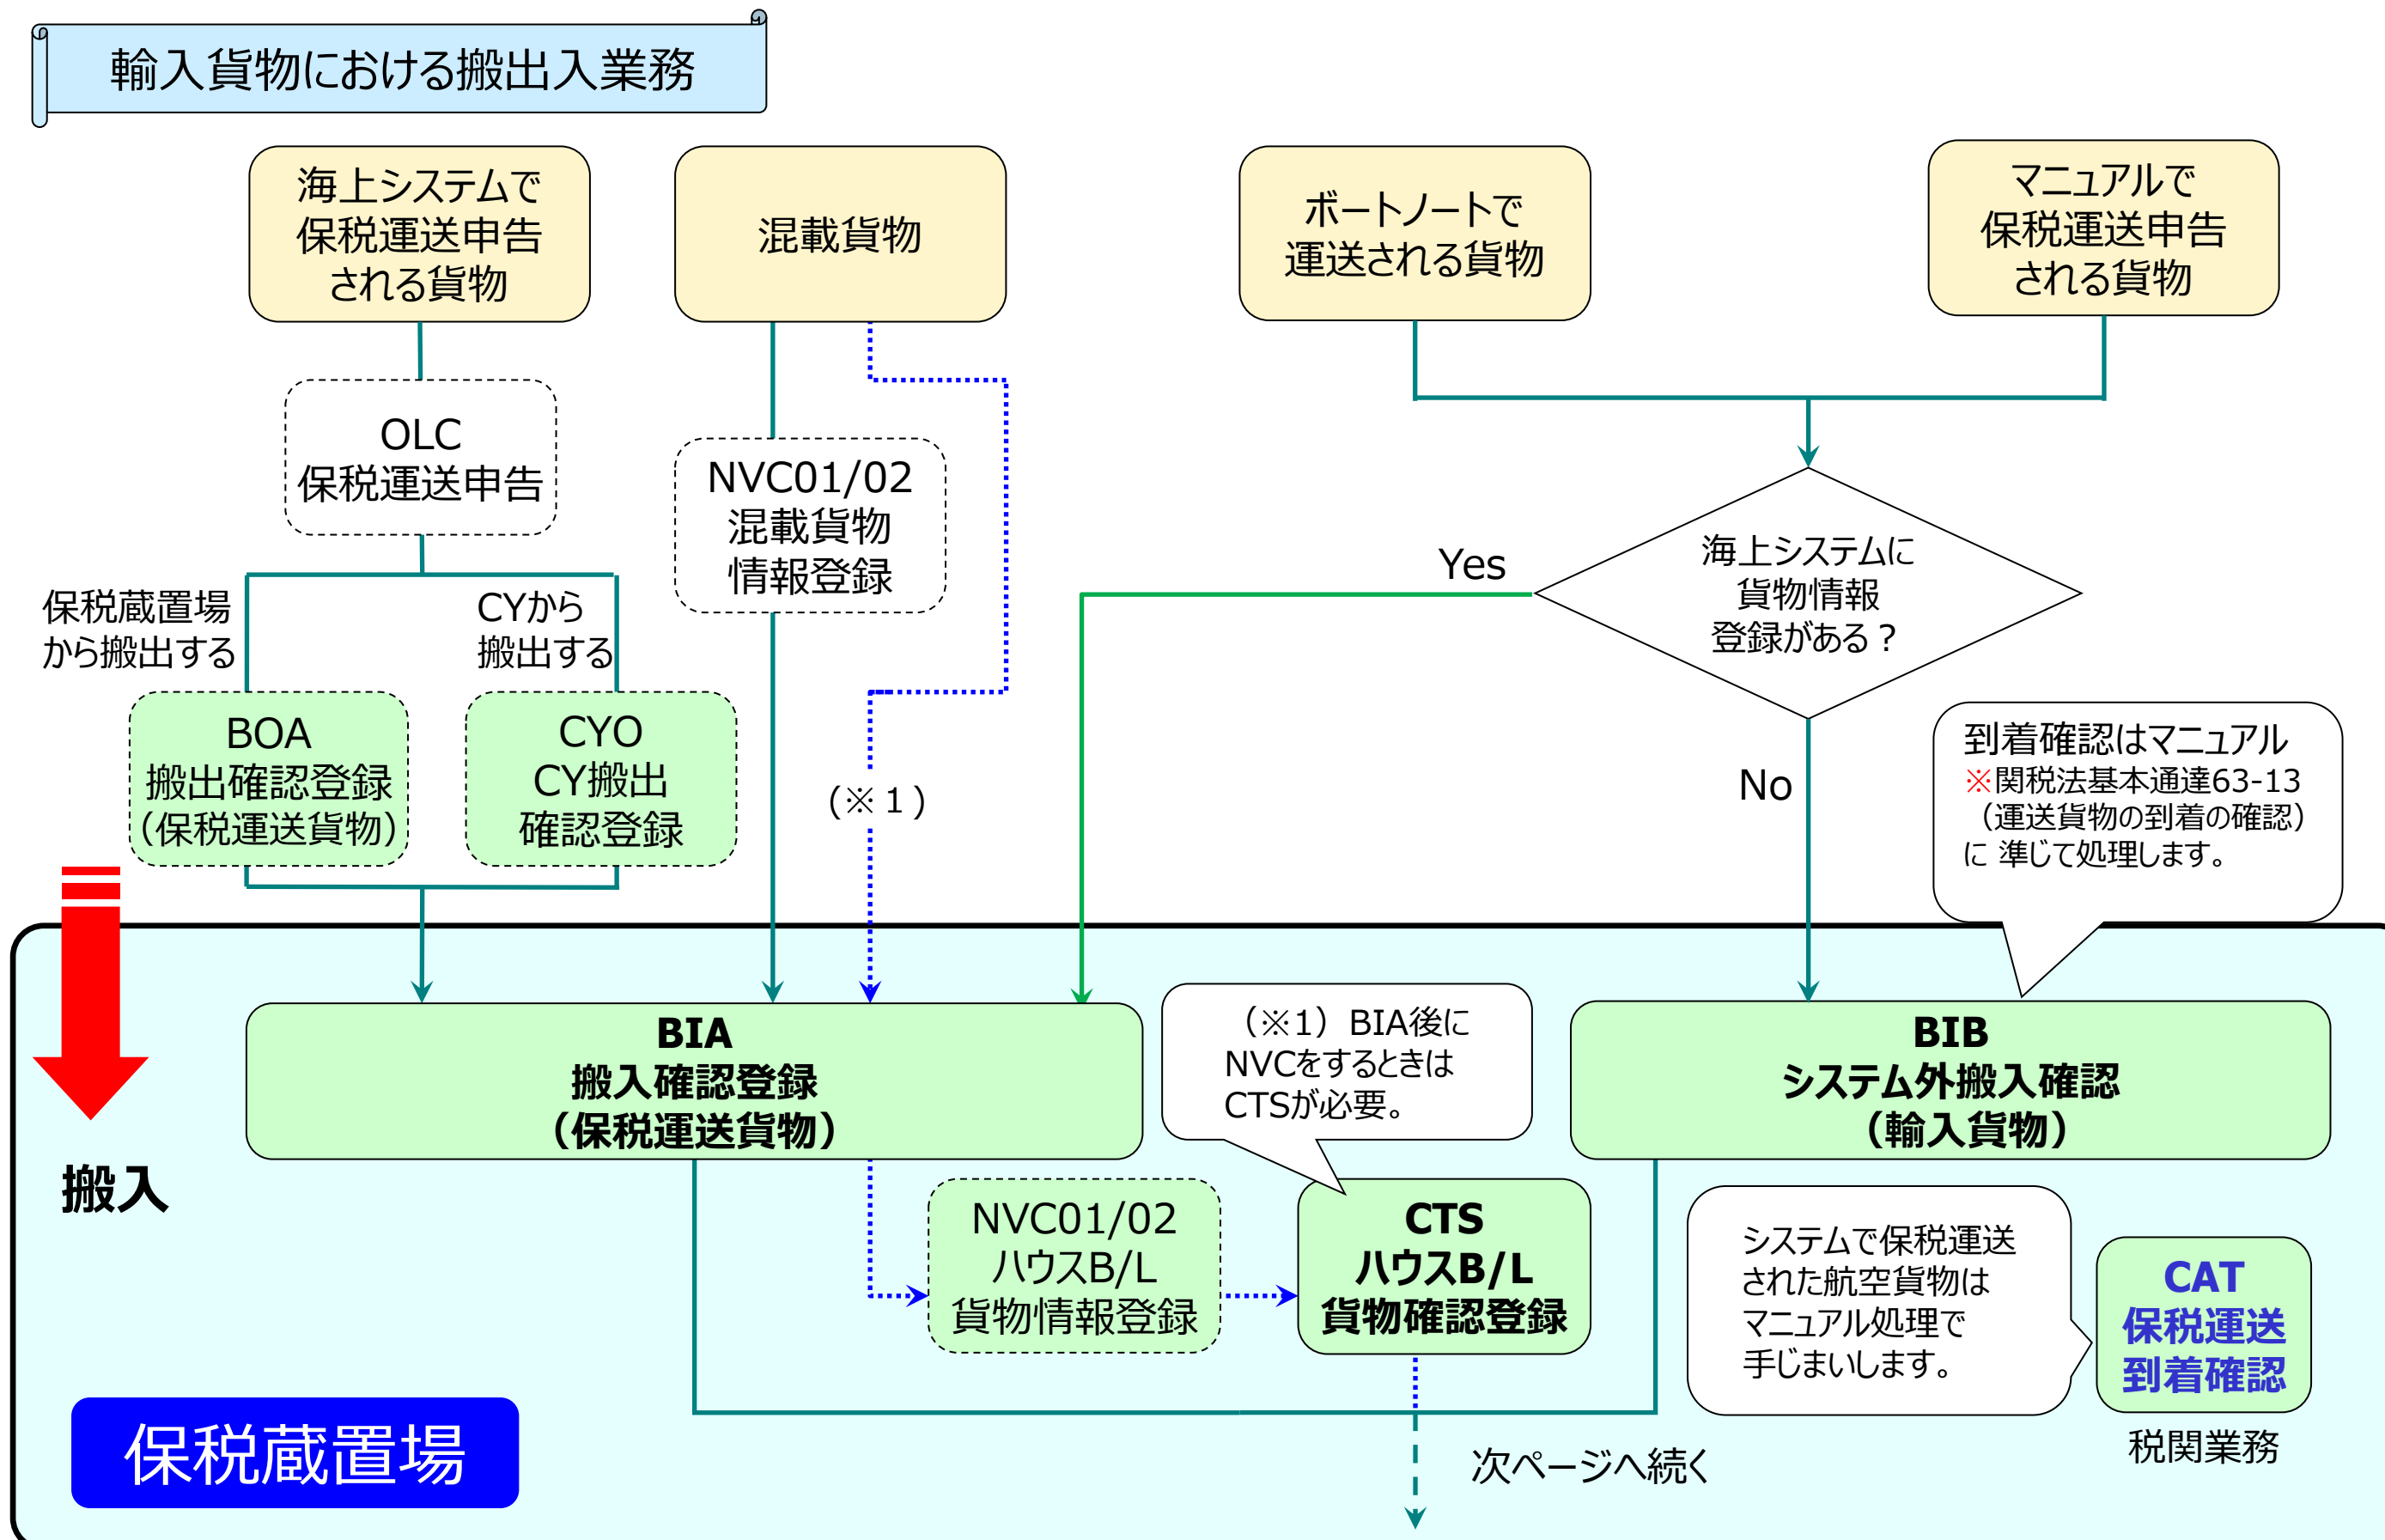 輸入貨物における搬出入業務
海上システムで
保税運送申告
される貨物
混載貨物
ボートノートで
運送される貨物
マニュアルで
保税運送申告
される貨物
OLC
保税運送申告
NVC01/02
混載貨物
情報登録
海上システムに
貨物情報
登録がある？
Yes
No
保税蔵置場
から搬出する
CYから
搬出する
BOA
搬出確認登録
（保税運送貨物）
CYO
CY搬出
確認登録
（※１）
到着確認はマニュアル
※関税法基本通達63-13
（運送貨物の到着の確認）
に 準じて処理します。
BIA
搬入確認登録
（保税運送貨物）
（※1）BIA後に
NVCをするときは
CTSが必要。
BIB
システム外搬入確認
（輸入貨物）
搬入
NVC01/02
ハウスB/L
貨物情報登録
CTS
ハウスB/L
貨物確認登録
システムで保税運送
された航空貨物は
マニュアル処理で
手じまいします。
CAT
保税運送
到着確認
税関業務
保税蔵置場
次ページへ続く